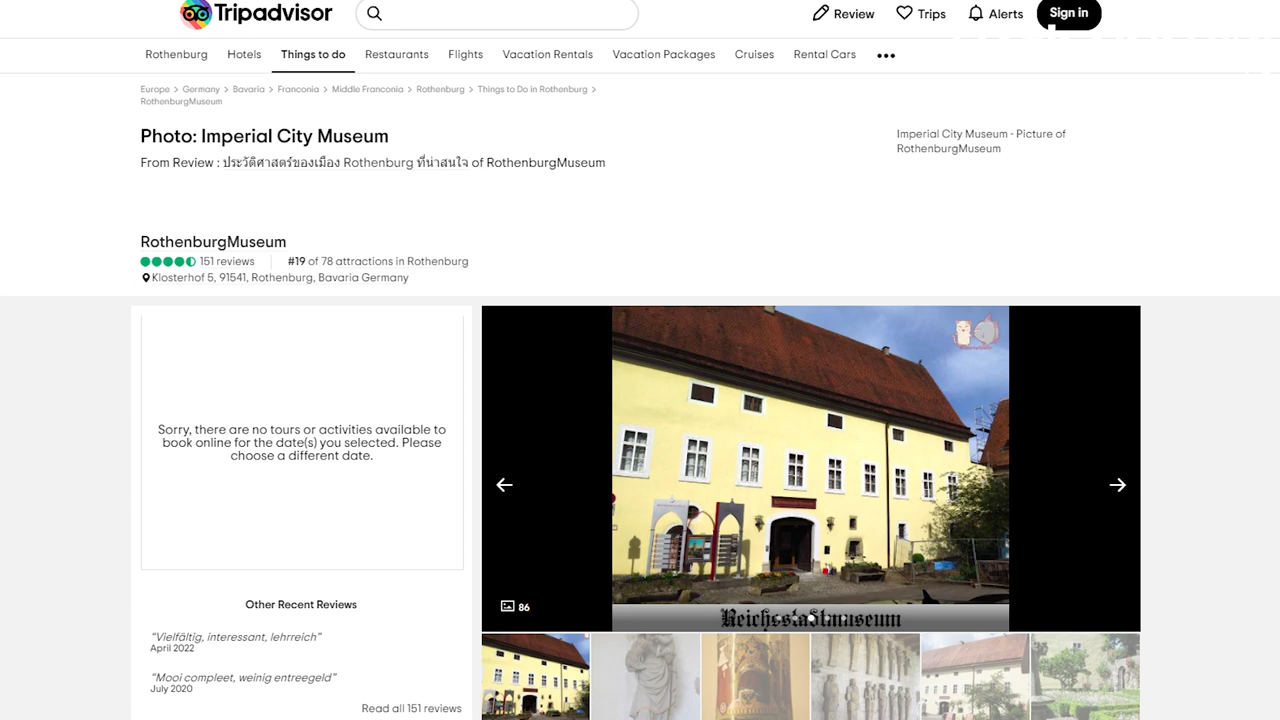 Tripadvisor
Review
Trips
Alerts
Sign in
Rothenburg
Hotels
Things to do
Restaurants
Flights
Vacation Rentals
Vacation Packages
Cruises
Rental Cars
Europe > Germany > Bavaria > Franconia > Middle Franconia > Rothenburg > Things to Do in Rothenburg >
RothenburgMuseum
Photo: Imperial City Museum
From Review : ประวัติศาสตร์ของเมือง Rothenburg ที่น่าสนใจ of RothenburgMuseum
Imperial City Museum - Picture of
RothenburgMuseum
RothenburgMuseum
151 reviews
#19 of 78 attractions in Rothenburg
Klosterhof 5, 91541, Rothenburg, Bavaria Germany
Sorry, there are no tours or activities available to
book online for the date(s) you selected. Please
choose a different date.
Other Recent Reviews
“Vielfältig, interessant, lehrreich”
April 2022
“Mooi compleet, weinig entreegeld”
July 2020
Read all 151 reviews
86
Reichsstadtmuseum